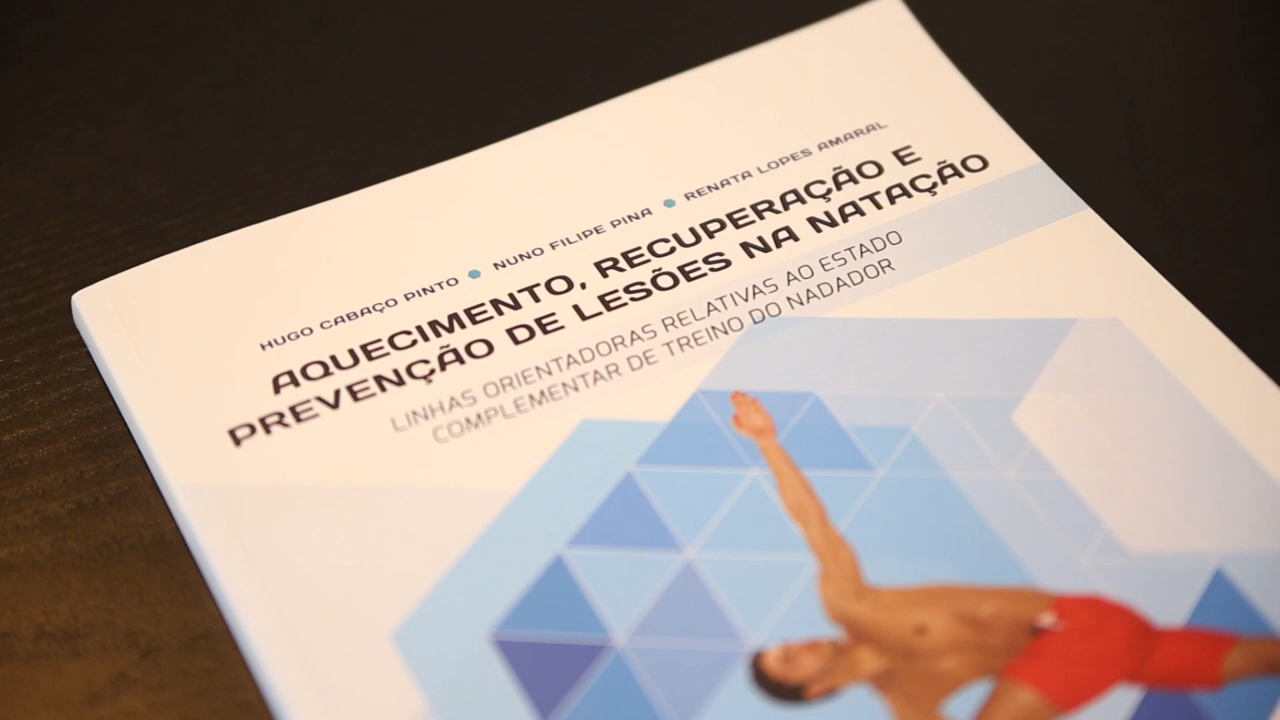 HUGO CABAÇO PINTO • NUNO FILIPE PINA • RENATA LOPES AMARAL
AQUECIMENTO, RECUPERAÇÃO E
PREVENÇÃO DE LESÕES NA NATAÇÃO
LINHAS ORIENTADORAS RELATIVAS AO ESTADO
COMPLEMENTAR DE TREINO DO NADADOR